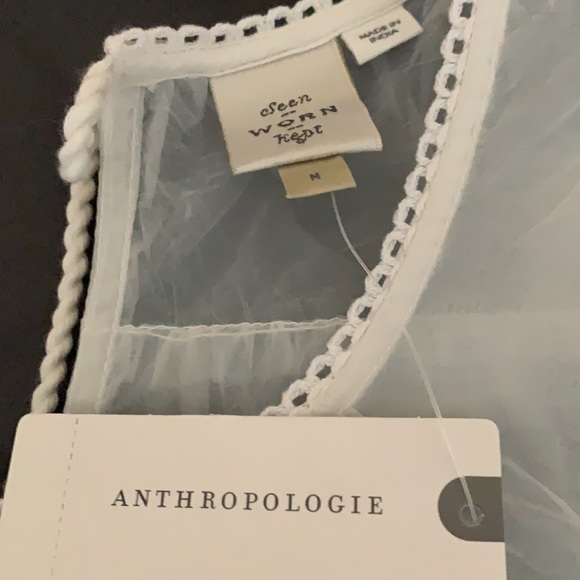 MADE IN
INDIA
Seen
WORN
Kept
M
ANTHROPOLOGIE